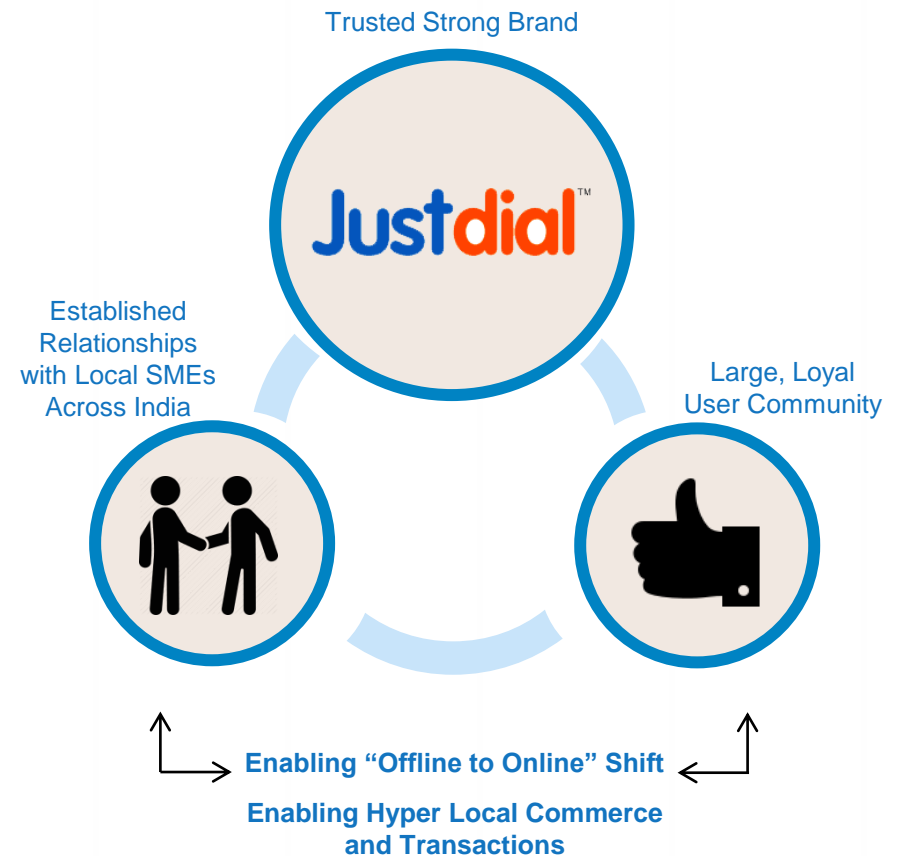 Trusted Strong Brand
Justdial™
Established
Relationships
with Local SMEs
Across India
Large, Loyal
User Community
Enabling “Offline to Online” Shift
Enabling Hyper Local Commerce
and Transactions